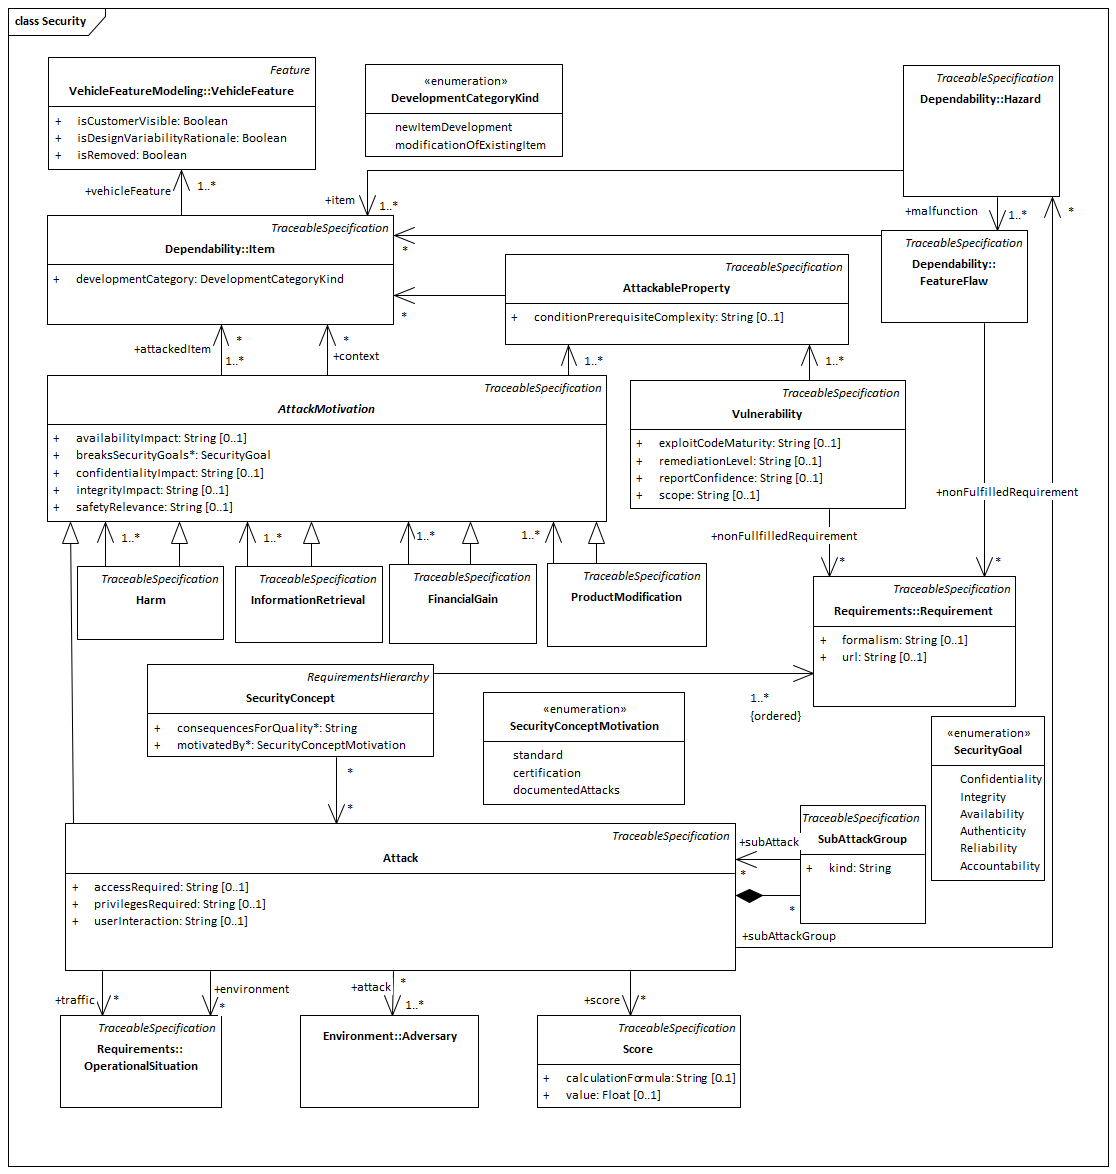 class Security
Feature
VehicleFeatureModeling::VehicleFeature
+ isCustomerVisible: Boolean
+ isDesignVariabilityRationale: Boolean
+ isRemoved: Boolean
«enumeration»
DevelopmentCategoryKind
newItemDevelopment
modificationOfExistingItem
TraceableSpecification
Dependability::Hazard
+vehicleFeature
1..*
+item
1..*
+malfunction
1..*
*
TraceableSpecification
Dependability::Item
+ developmentCategory: DevelopmentCategoryKind
*
*
TraceableSpecification
Dependability::
FeatureFlaw
TraceableSpecification
AttackableProperty
+ conditionPrerequisiteComplexity: String [0..1]
+attackedItem
*
1..*
*
+context
1..*
1..*
TraceableSpecification
AttackMotivation
+ availabilityImpact: String [0..1]
+ breaksSecurityGoals*: SecurityGoal
+ confidentialityImpact: String [0..1]
+ integrityImpact: String [0..1]
+ safetyRelevance: String [0..1]
TraceableSpecification
Vulnerability
+ exploitCodeMaturity: String [0..1]
+ remediationLevel: String [0..1]
+ reportConfidence: String [0..1]
+ scope: String [0..1]
+nonFulfilledRequirement
*
+nonFullfilledRequirement
*
1..*
1..*
1..*
1..*
TraceableSpecification
Harm
TraceableSpecification
InformationRetrieval
TraceableSpecification
FinancialGain
TraceableSpecification
ProductModification
TraceableSpecification
Requirements::Requirement
+ formalism: String [0..1]
+ url: String [0..1]
RequirementsHierarchy
SecurityConcept
+ consequencesForQuality*: String
+ motivatedBy*: SecurityConceptMotivation
1..*
{ordered}
«enumeration»
SecurityConceptMotivation
standard
certification
documentedAttacks
«enumeration»
SecurityGoal
Confidentiality
Integrity
Availability
Authenticity
Reliability
Accountability
*
*
TraceableSpecification
Attack
+ accessRequired: String [0..1]
+ privilegesRequired: String [0..1]
+ userInteraction: String [0..1]
+subAttack
*
TraceableSpecification
SubAttackGroup
+ kind: String
*
+subAttackGroup
+traffic
*
+environment
*
+attack
*
1..*
+score
*
TraceableSpecification
Requirements::
OperationalSituation
Environment::Adversary
TraceableSpecification
Score
+ calculationFormula: String [0.1]
+ value: Float [0..1]